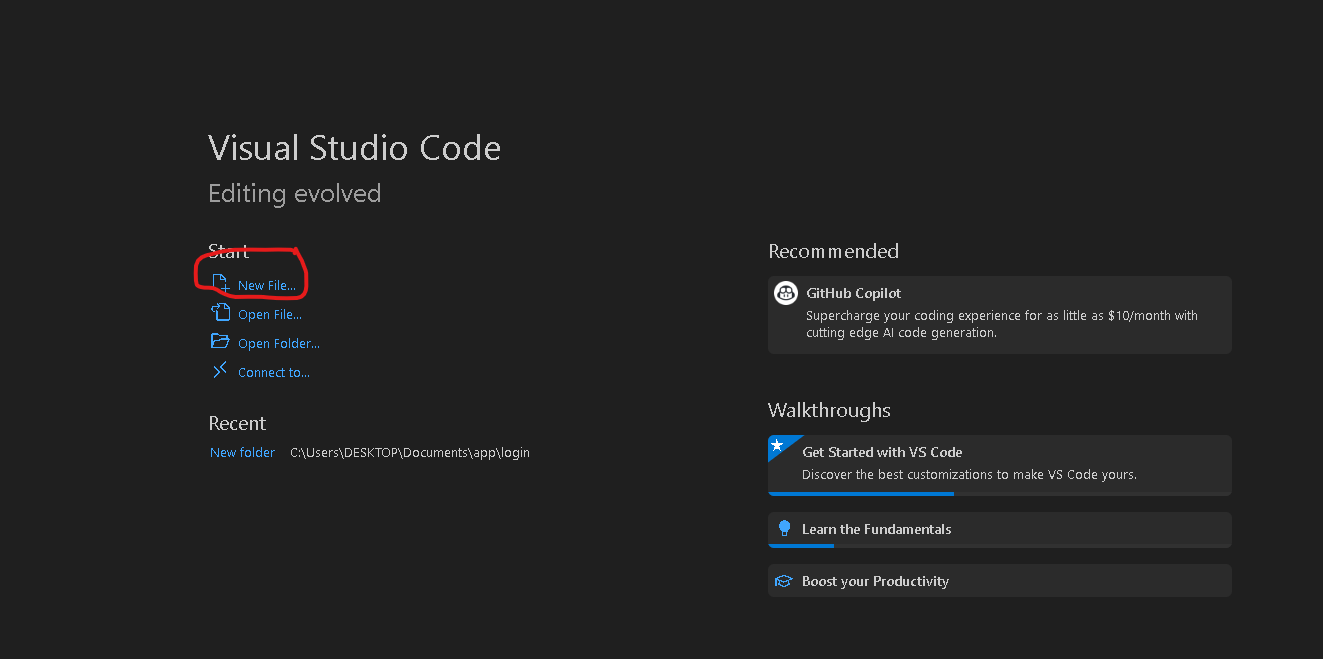 Visual Studio Code
Editing evolved
Start
New File...
Open File...
Open Folder...
Connect to...
Recent
New folder C:\Users\DESKTOP\Documents\app\login
Recommended
GitHub Copilot
Supercharge your coding experience for as little as $10/month with
cutting edge AI code generation.
Walkthroughs
Get Started with VS Code
Discover the best customizations to make VS Code yours.
Learn the Fundamentals
Boost your Productivity